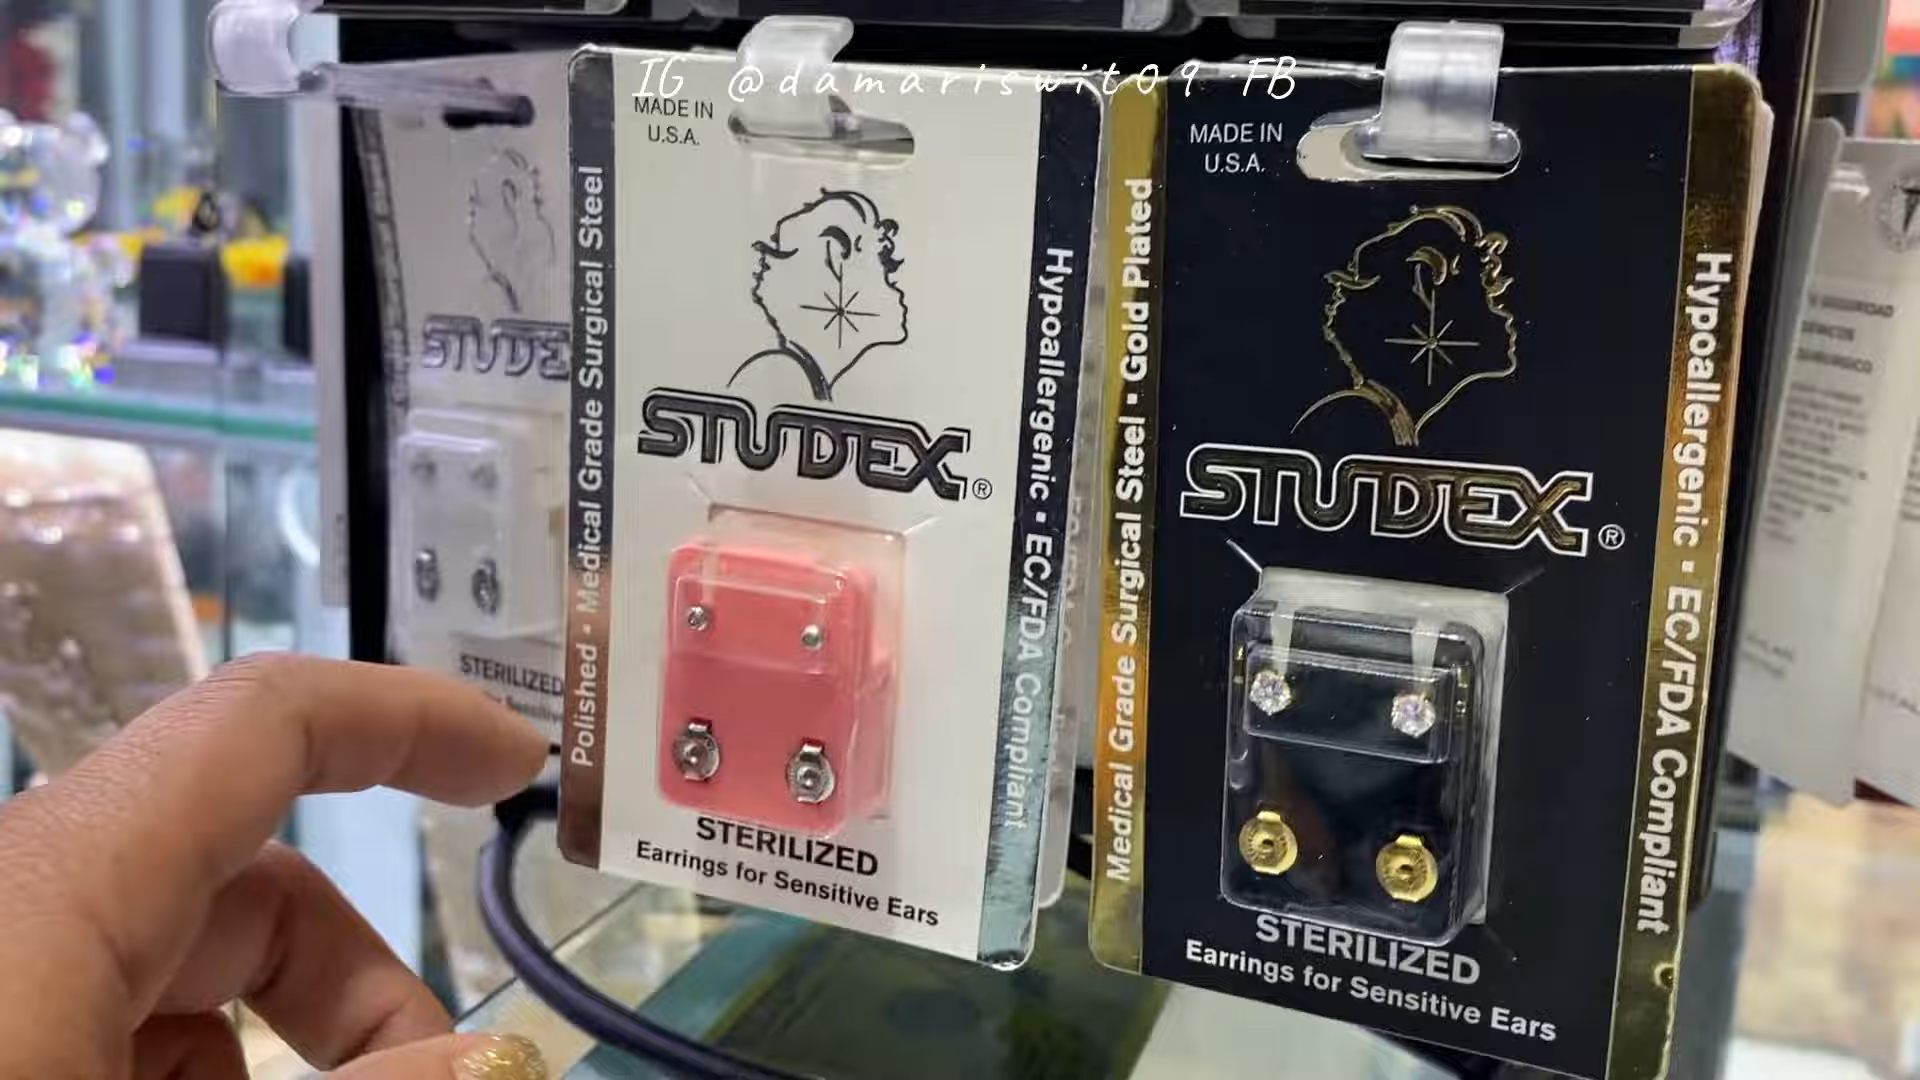 IG @damariswit09 FB
MADE IN
U.S.A.
Polished ▪ Medical Grade Surgical Steel
Hypoallergenic ▪ EC/FDA Compliant
STUDEX®
STERILIZED
Earrings for Sensitive Ears
MADE IN
U.S.A.
Medical Grade Surgical Steel ▪ Gold Plated
Hypoallergenic ▪ EC/FDA Compliant
STUDEX®
STERILIZED
Earrings for Sensitive Ears
STUDEX
STERILIZED